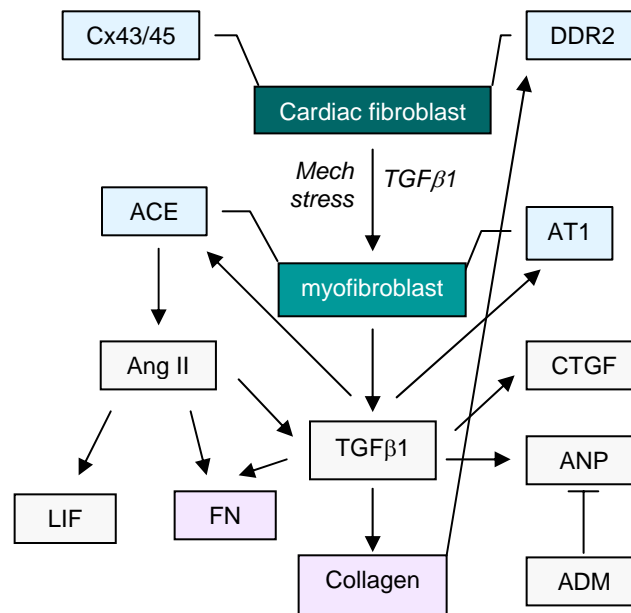 Cx43/45
DDR2
Cardiac fibroblast
Mech
stress
TGFβ1
ACE
AT1
myofibroblast
Ang II
CTGF
TGFβ1
ANP
LIF
FN
Collagen
ADM